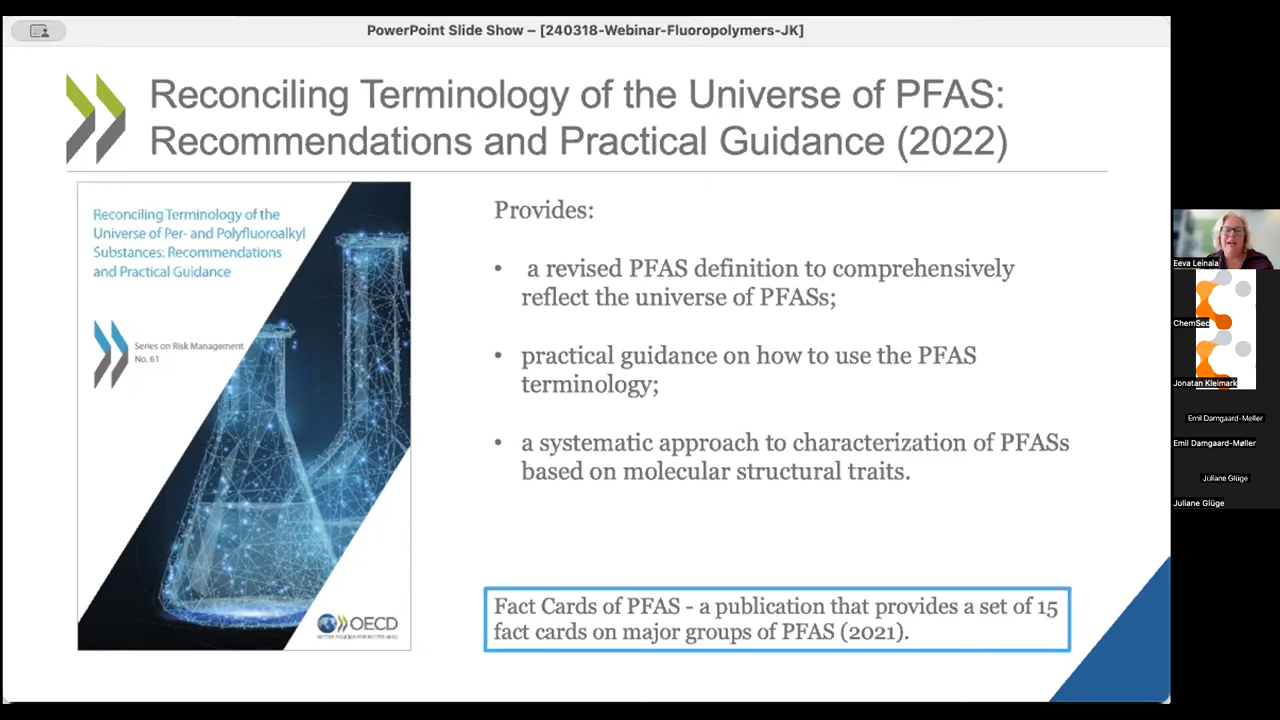 PowerPoint Slide Show – [240318-Webinar-Fluoropolymers-JK]
Reconciling Terminology of the Universe of PFAS:
Recommendations and Practical Guidance (2022)
Reconciling Terminology of the
Universe of Per- and Polyfluoroalkyl
Substances: Recommendations
and Practical Guidance
Series on Risk Management
No. 61
OECD
BETTER POLICIES FOR BETTER LIVES
Provides:
• a revised PFAS definition to comprehensively
reflect the universe of PFASs;
• practical guidance on how to use the PFAS
terminology;
• a systematic approach to characterization of PFASs
based on molecular structural traits.
Fact Cards of PFAS - a publication that provides a set of 15
fact cards on major groups of PFAS (2021).
Eeva Leinala
ChemSec
Jonatan Kleimark
Emil Damgaard-Møller
Emil Damgaard-Møller
Juliane Glüge
Juliane Glüge